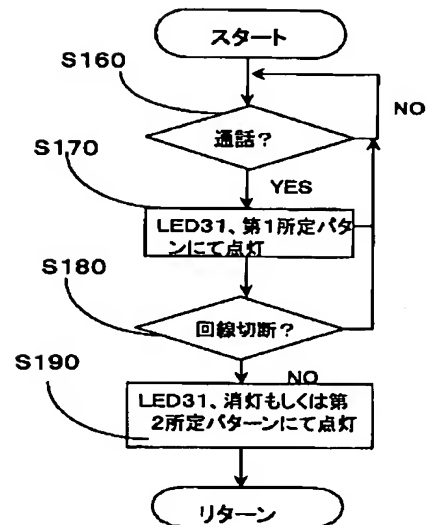 スタート
S160
通話?
NO
S170
YES
LED31、第1所定パタ
ンにて点灯
S180
回線切断?
S190
NO
LED31、消灯もしくは第
2所定パターンにて点灯
リターン